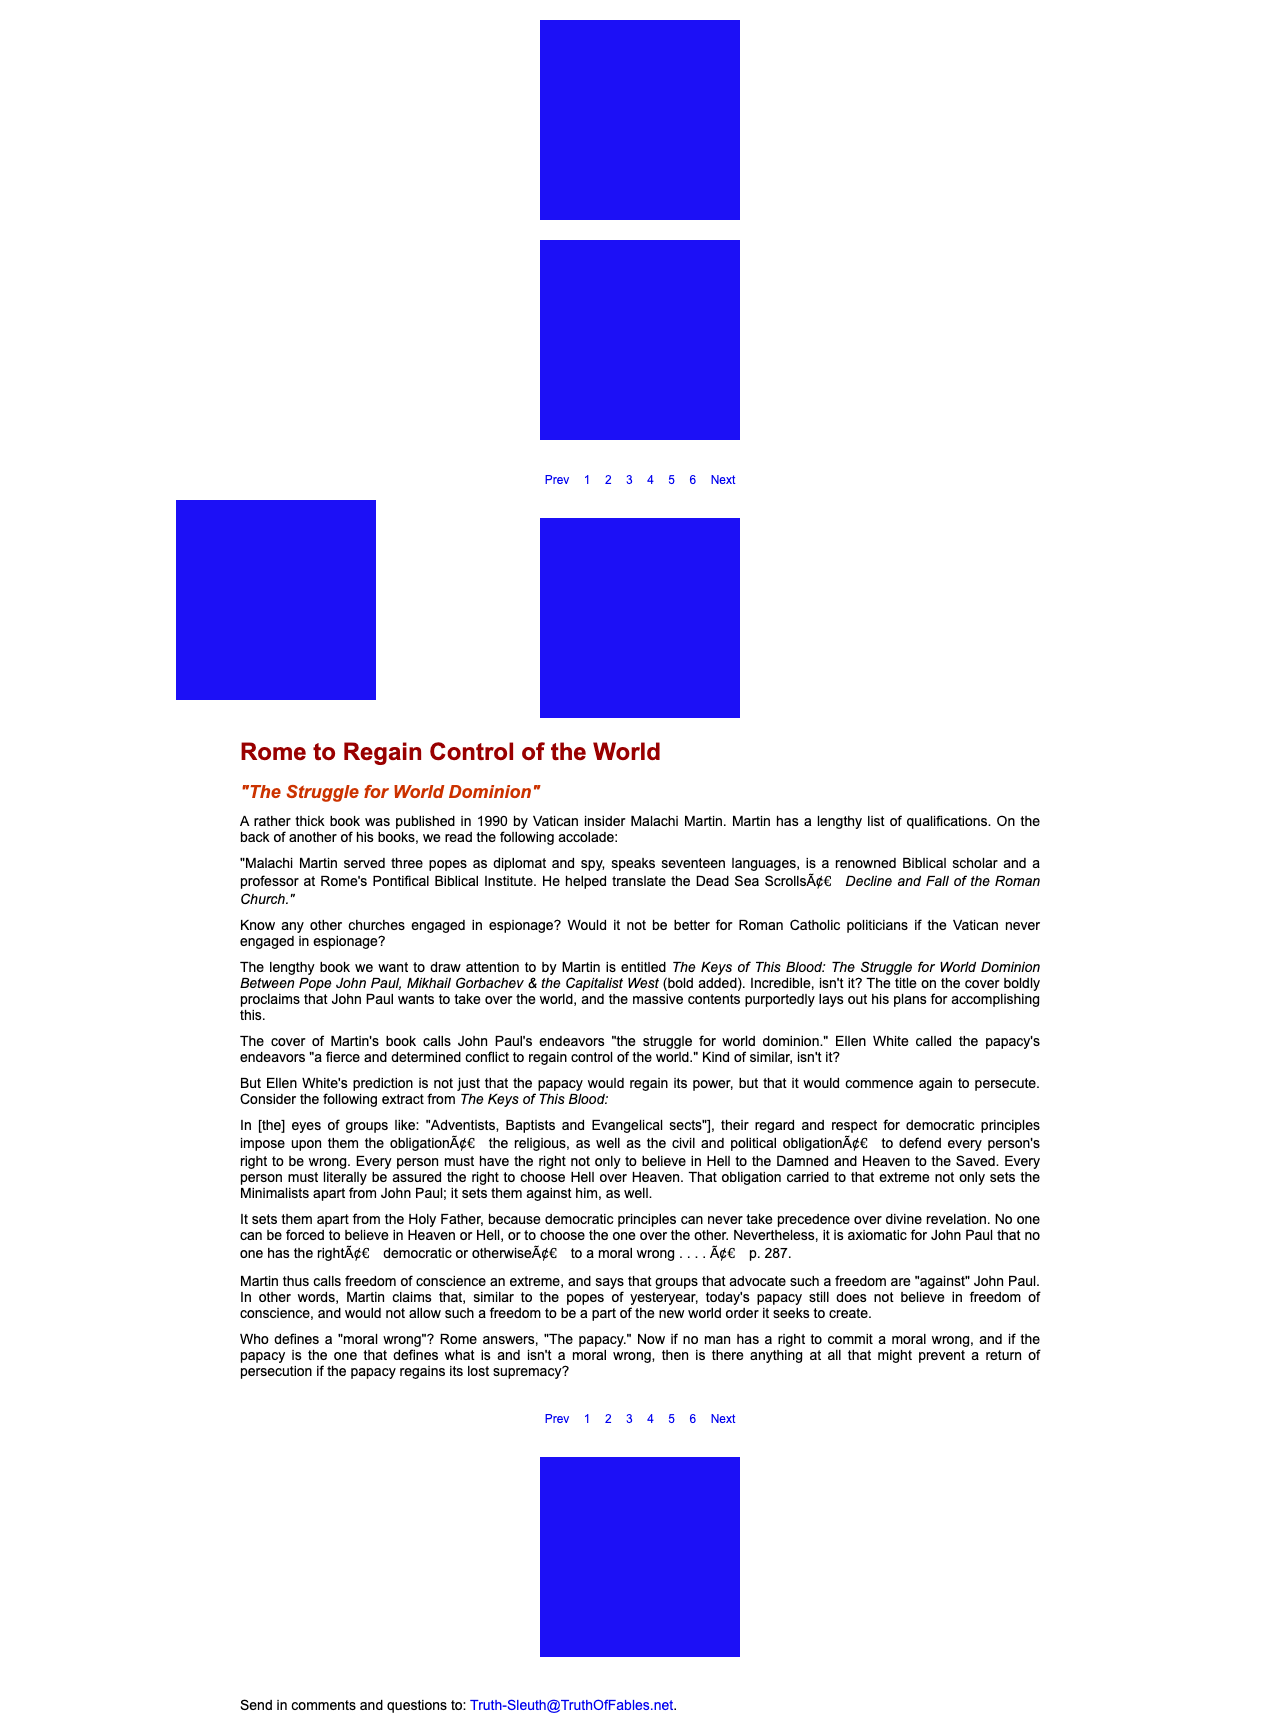 Prev 1 2 3 4 5 6 Next
Rome to Regain Control of the World
"The Struggle for World Dominion"
A rather thick book was published in 1990 by Vatican insider Malachi Martin. Martin has a lengthy list of qualifications. On the
back of another of his books, we read the following accolade:
"Malachi Martin served three popes as diplomat and spy, speaks seventeen languages, is a renowned Biblical scholar and a
professor at Rome's Pontifical Biblical Institute. He helped translate the Dead Sea ScrollsÃ¢€ Decline and Fall of the Roman
Church."
Know any other churches engaged in espionage? Would it not be better for Roman Catholic politicians if the Vatican never
engaged in espionage?
The lengthy book we want to draw attention to by Martin is entitled The Keys of This Blood: The Struggle for World Dominion
Between Pope John Paul, Mikhail Gorbachev & the Capitalist West (bold added). Incredible, isn't it? The title on the cover boldly
proclaims that John Paul wants to take over the world, and the massive contents purportedly lays out his plans for accomplishing
this.
The cover of Martin's book calls John Paul's endeavors "the struggle for world dominion." Ellen White called the papacy's
endeavors "a fierce and determined conflict to regain control of the world." Kind of similar, isn't it?
But Ellen White's prediction is not just that the papacy would regain its power, but that it would commence again to persecute.
Consider the following extract from The Keys of This Blood:
In [the] eyes of groups like: "Adventists, Baptists and Evangelical sects"], their regard and respect for democratic principles
impose upon them the obligationÃ¢€ the religious, as well as the civil and political obligationÃ¢€ to defend every person's
right to be wrong. Every person must have the right not only to believe in Hell to the Damned and Heaven to the Saved. Every
person must literally be assured the right to choose Hell over Heaven. That obligation carried to that extreme not only sets the
Minimalists apart from John Paul; it sets them against him, as well.
It sets them apart from the Holy Father, because democratic principles can never take precedence over divine revelation. No one
can be forced to believe in Heaven or Hell, or to choose the one over the other. Nevertheless, it is axiomatic for John Paul that no
one has the rightÃ¢€ democratic or otherwiseÃ¢€ to a moral wrong . . . . Ã¢€ p. 287.
Martin thus calls freedom of conscience an extreme, and says that groups that advocate such a freedom are "against" John Paul.
In other words, Martin claims that, similar to the popes of yesteryear, today's papacy still does not believe in freedom of
conscience, and would not allow such a freedom to be a part of the new world order it seeks to create.
Who defines a "moral wrong"? Rome answers, "The papacy." Now if no man has a right to commit a moral wrong, and if the
papacy is the one that defines what is and isn't a moral wrong, then is there anything at all that might prevent a return of
persecution if the papacy regains its lost supremacy?
Prev 1 2 3 4 5 6 Next
Send in comments and questions to: Truth-Sleuth@TruthOfFables.net.